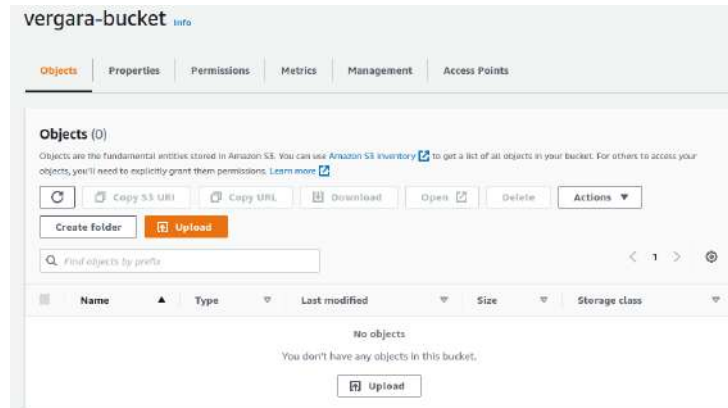 vergara-bucket Info
Objects Properties Permissions Metrics Management Access Points
Objects (0)
Objects are the fundamental entities stored in Amazon S3. You can use Amazon S3 inventory to get a list of all objects in your bucket. For others to access your
objects, you'll need to explicitly grant them permissions. Learn more
Copy S3 URI Copy URL Download Open Delete Actions
Create folder Upload
Find objects by prefix 1
Name Type Last modified Size Storage class
No objects
You don't have any objects in this bucket.
Upload